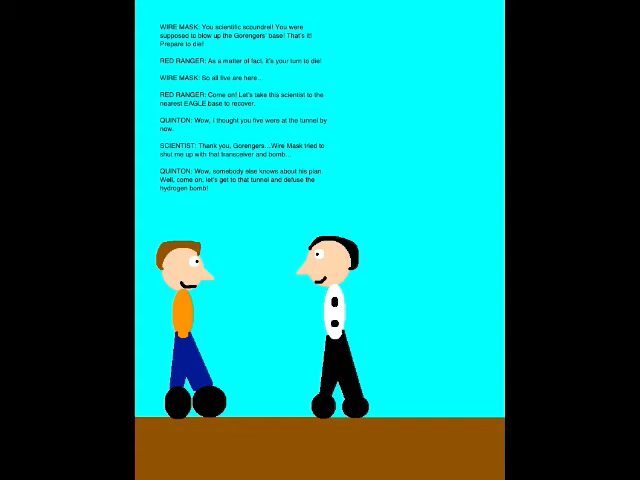 WIRE MASK: You scientific scoundrel! You were
supposed to blow up the Gorengers' base! That's it!
Prepare to die!
RED RANGER: As a matter of fact, it's your turn to die!
WIRE MASK: So all five are here…
RED RANGER: Come on! Let's take this scientist to the
nearest EAGLE base to recover.
QUINTON: Wow, I thought you five were at the tunnel by
now.
SCIENTIST: Thank you, Gorengers…Wire Mask tried to
shut me up with that transceiver and bomb…
QUINTON: Wow, somebody else knows about his plan.
Well, come on, let's get to that tunnel and defuse the
hydrogen bomb!